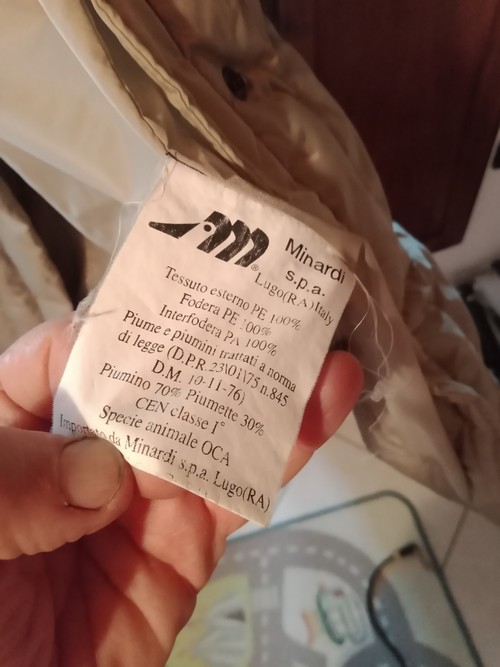 Minardi
s.p.a.
Lugo(RA)Italy
Tessuto esterno PE 100%
Fodera PE 100%
Interfodera PA 100%
Piume e piumini trattati a norma
di legge (D.P.R.23\01\75 n.845
D.M. 10-11-76)
Piumino 70% Piumette 30%
CEN classe 1°
Specie animale OCA
Importato da Minardi s.p.a. Lugo(RA)